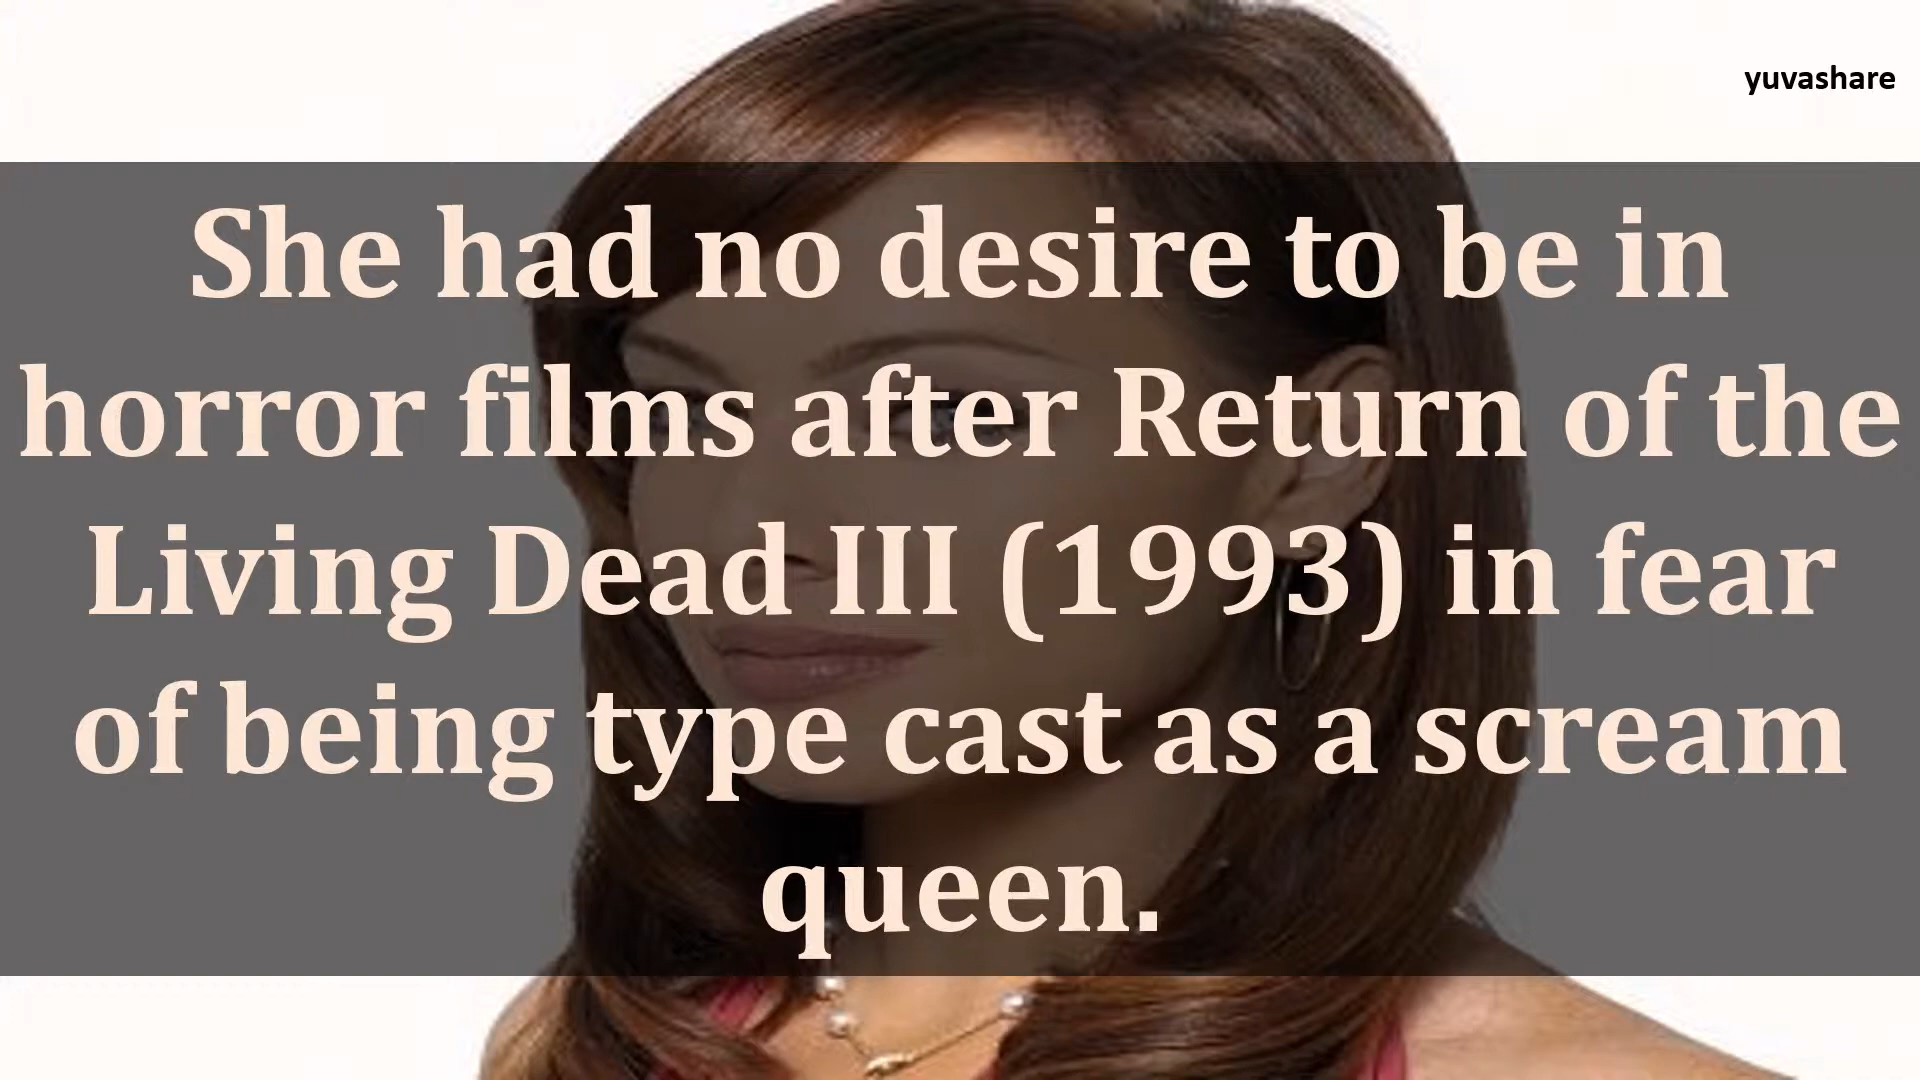 yuvashare
She had no desire to be in
horror films after Return of the
Living Dead III (1993) in fear
of being type cast as a scream
queen.